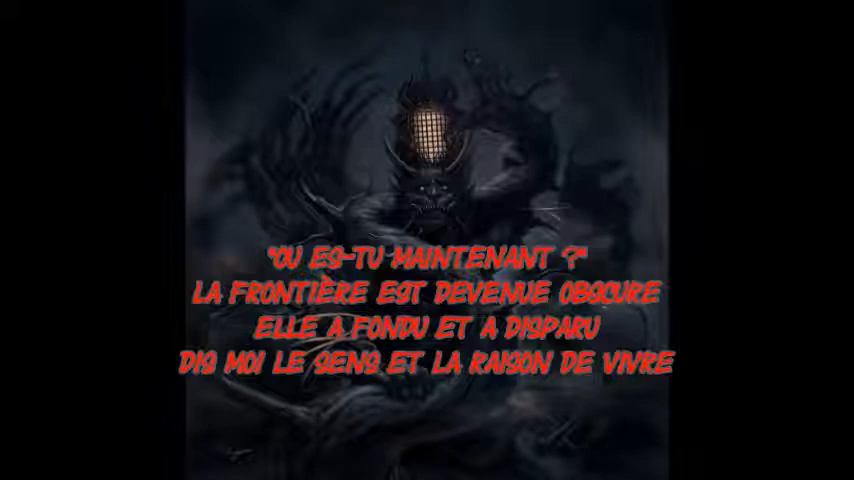 "OU ES-TU MAINTENANT ?"
LA FRONTIÈRE EST DEVENUE OBSCURE
ELLE A FONDU ET A DISPARU
DIS MOI LE SENS ET LA RAISON DE VIVRE